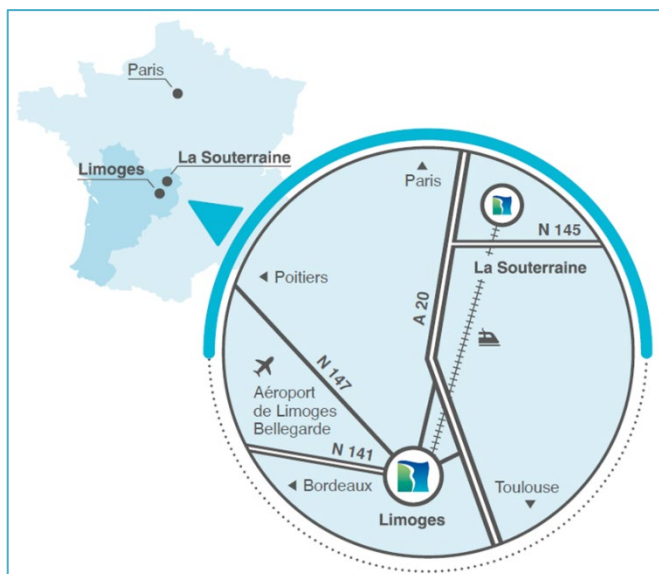 Paris
La Souterraine
Limoges
Paris
N 145
La Souterraine
Poitiers
A 20
N 147
Aéroport
de Limoges
Bellegarde
N 141
Bordeaux
Toulouse
Limoges